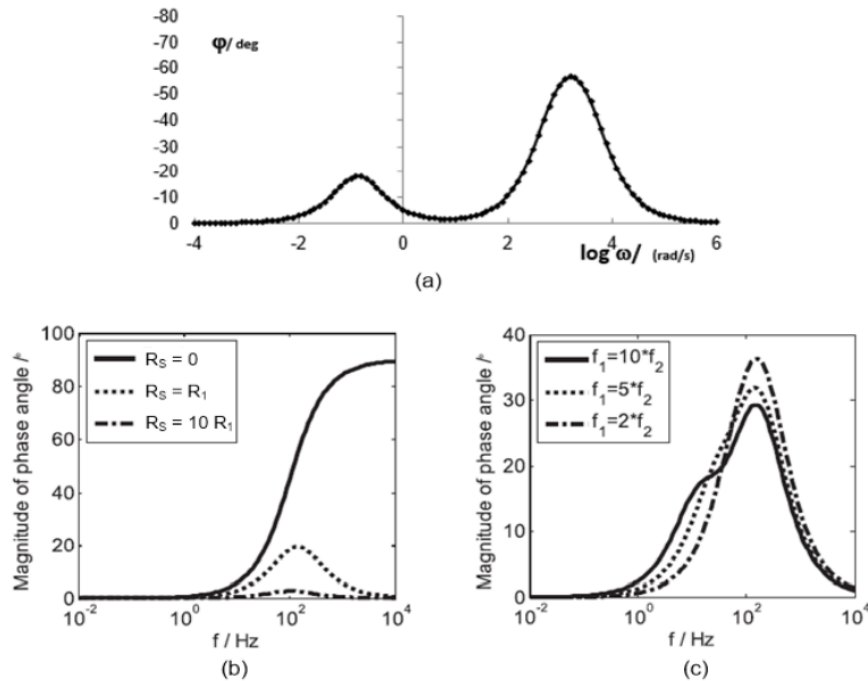 -80
-70
φ/ deg
-60
-50
-40
-30
-20
-10
0
-4
-2
0
2
4
6
log ω/ (rad/s)
(a)
100
80
60
40
20
0
Magnitude of phase angle /°
R_S = 0
R_S = R_1
R_S = 10 R_1
10^-2
10^0
10^2
10^4
f / Hz
(b)
40
30
20
10
0
Magnitude of phase angle /°
f_1=10*f_2
f_1=5*f_2
f_1=2*f_2
10^-2
10^0
10^2
10^4
f / Hz
(c)